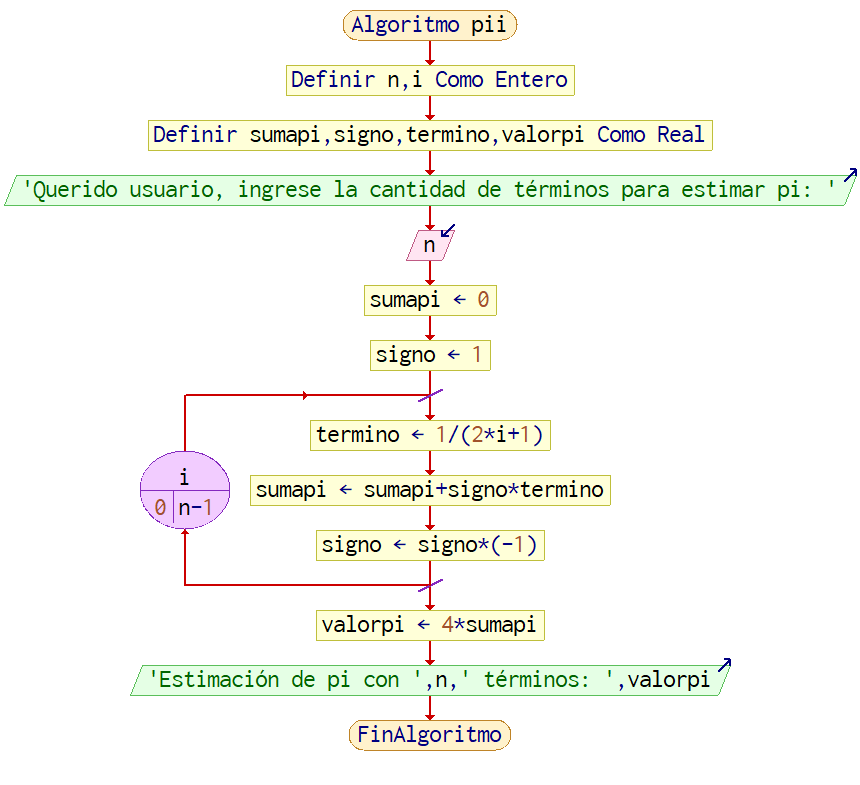 Algoritmo pii
Definir n,i Como Entero
Definir sumapi,signo,termino,valorpi Como Real
'Querido usuario, ingrese la cantidad de términos para estimar pi: '
n
sumapi ← 0
signo ← 1
termino ← 1/(2*i+1)
i
0 n-1
sumapi ← sumapi+signo*termino
signo ← signo*(-1)
valorpi ← 4*sumapi
'Estimación de pi con ',n,' términos: ',valorpi
FinAlgoritmo